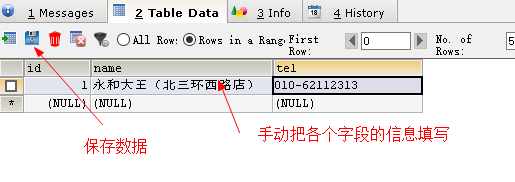 1 Messages 2 Table Data 3 Info 4 History
All Row: Rows in a Rang First Row: 0 No. of Rows: 5
id name tel
1 永和大王（北三环西路店） 010-62112313
* (NULL) (NULL) (NULL)
保存数据
手动把各个字段的信息填写